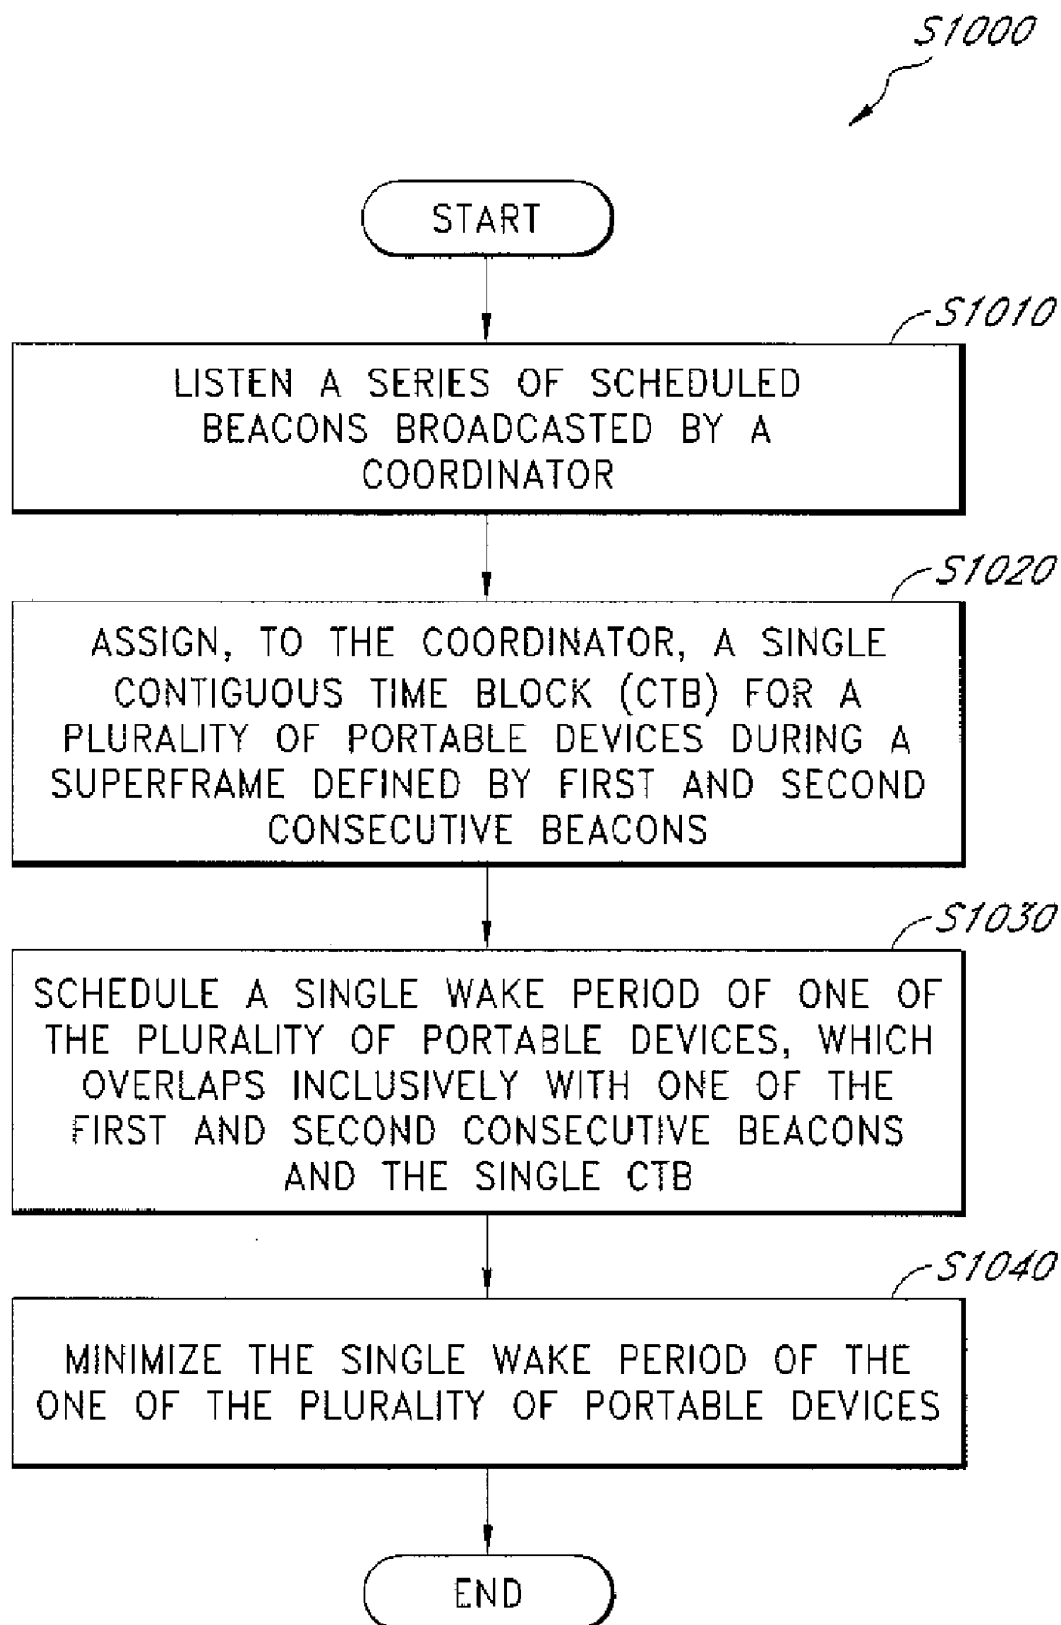 S1000
START
S1010
LISTEN A SERIES OF SCHEDULED
BEACONS BROADCASTED BY A
COORDINATOR
S1020
ASSIGN, TO THE COORDINATOR, A SINGLE
CONTIGUOUS TIME BLOCK (CTB) FOR A
PLURALITY OF PORTABLE DEVICES DURING A
SUPERFRAME DEFINED BY FIRST AND SECOND
CONSECUTIVE BEACONS
S1030
SCHEDULE A SINGLE WAKE PERIOD OF ONE OF
THE PLURALITY OF PORTABLE DEVICES, WHICH
OVERLAPS INCLUSIVELY WITH ONE OF THE
FIRST AND SECOND CONSECUTIVE BEACONS
AND THE SINGLE CTB
S1040
MINIMIZE THE SINGLE WAKE PERIOD OF THE
ONE OF THE PLURALITY OF PORTABLE DEVICES
END